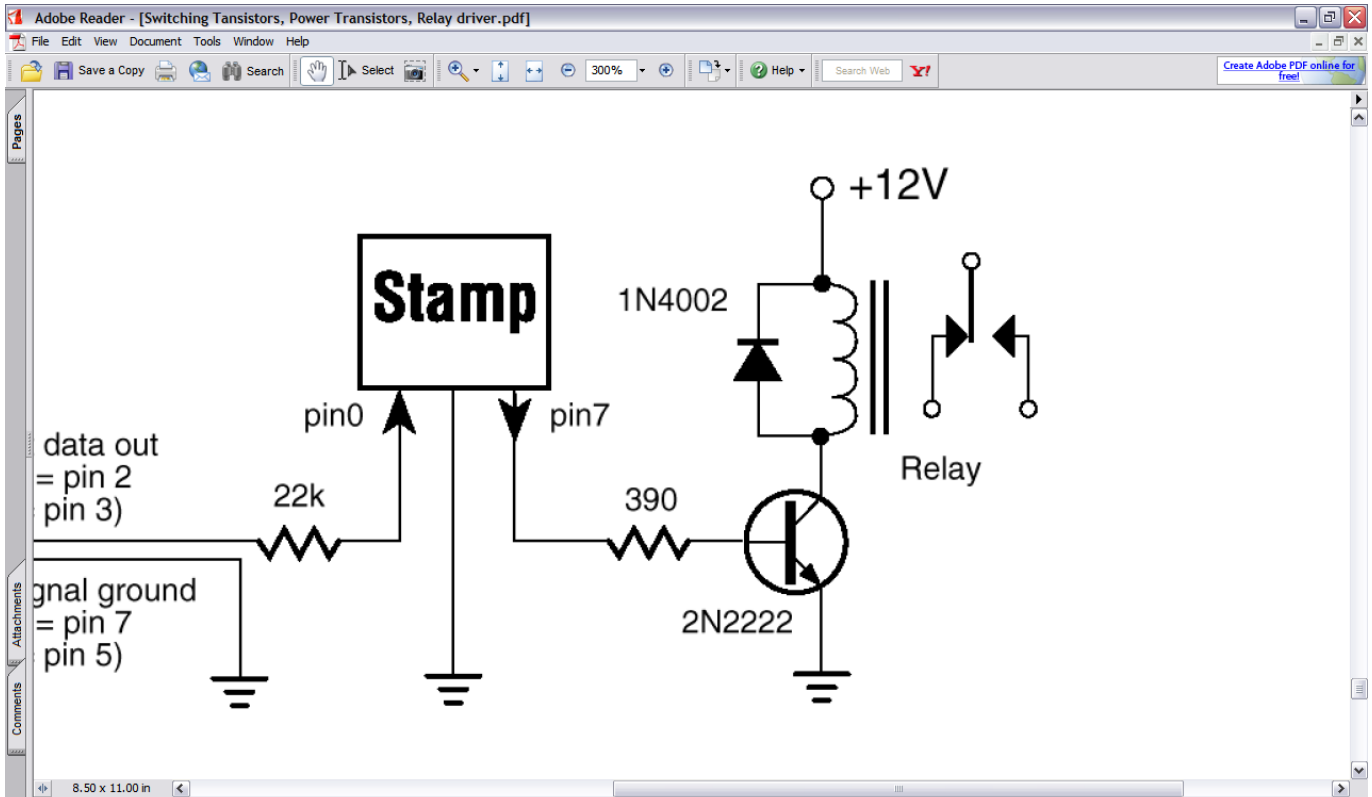 Adobe Reader - [Switching Tansistors, Power Transistors, Relay driver.pdf]
File Edit View Document Tools Window Help
Save a Copy Search Select 300% Help Search Web Y!
Create Adobe PDF online for
free!
Pages
Attachments
Comments
+12V
Stamp
1N4002
pin0
pin7
data out
= pin 2
pin 3)
22k
390
Relay
gnal ground
= pin 7
pin 5)
2N2222
8.50 x 11.00 in